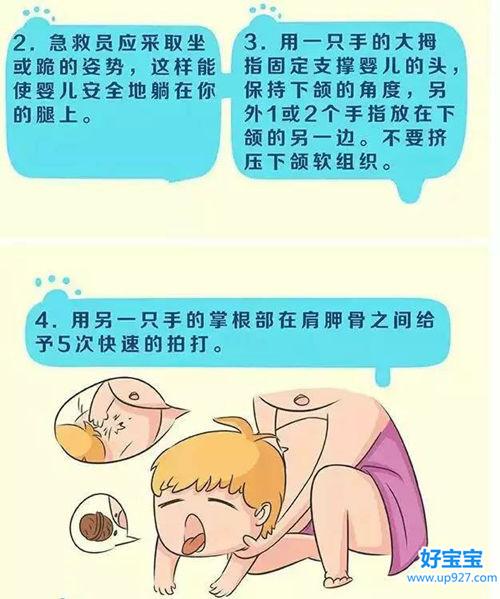 2. 急救员应采取坐
或跪的姿势，这样能
使婴儿安全地躺在你
的腿上。
3. 用一只手的大拇
指固定支撑婴儿的头，
保持下颌的角度，另
外1或2个手指放在下
颌的另一边。不要挤
压下颌软组织。
4. 用另一只手的掌根部在肩胛骨之间给
予5次快速的拍打。
好宝宝
www.up927.com